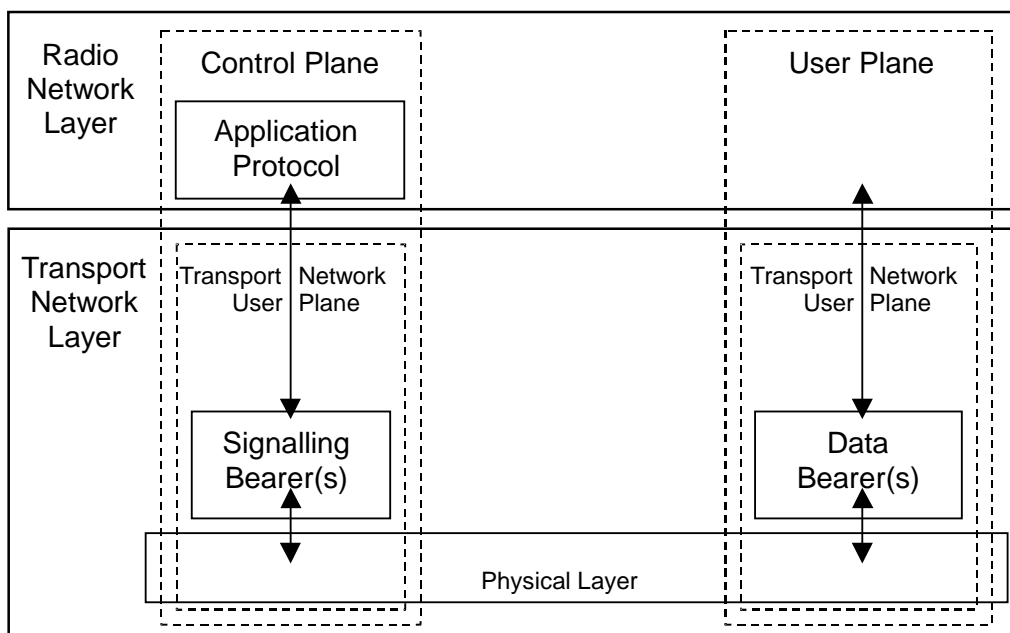 Radio
Network
Layer
Control Plane
User Plane
Application
Protocol
Transport
Network
Layer
Transport Network
User Plane
Transport Network
User Plane
Signalling
Bearer(s)
Data
Bearer(s)
Physical Layer